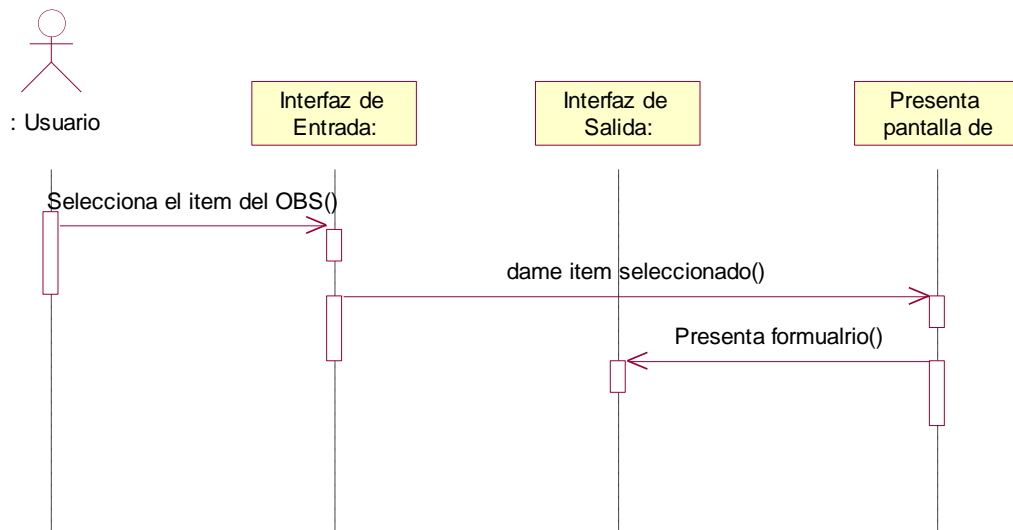 : Usuario
Interfaz de
Entrada:
Interfaz de
Salida:
Presenta
pantalla de
Selecciona el item del OBS()
dame item seleccionado()
Presenta formualrio()